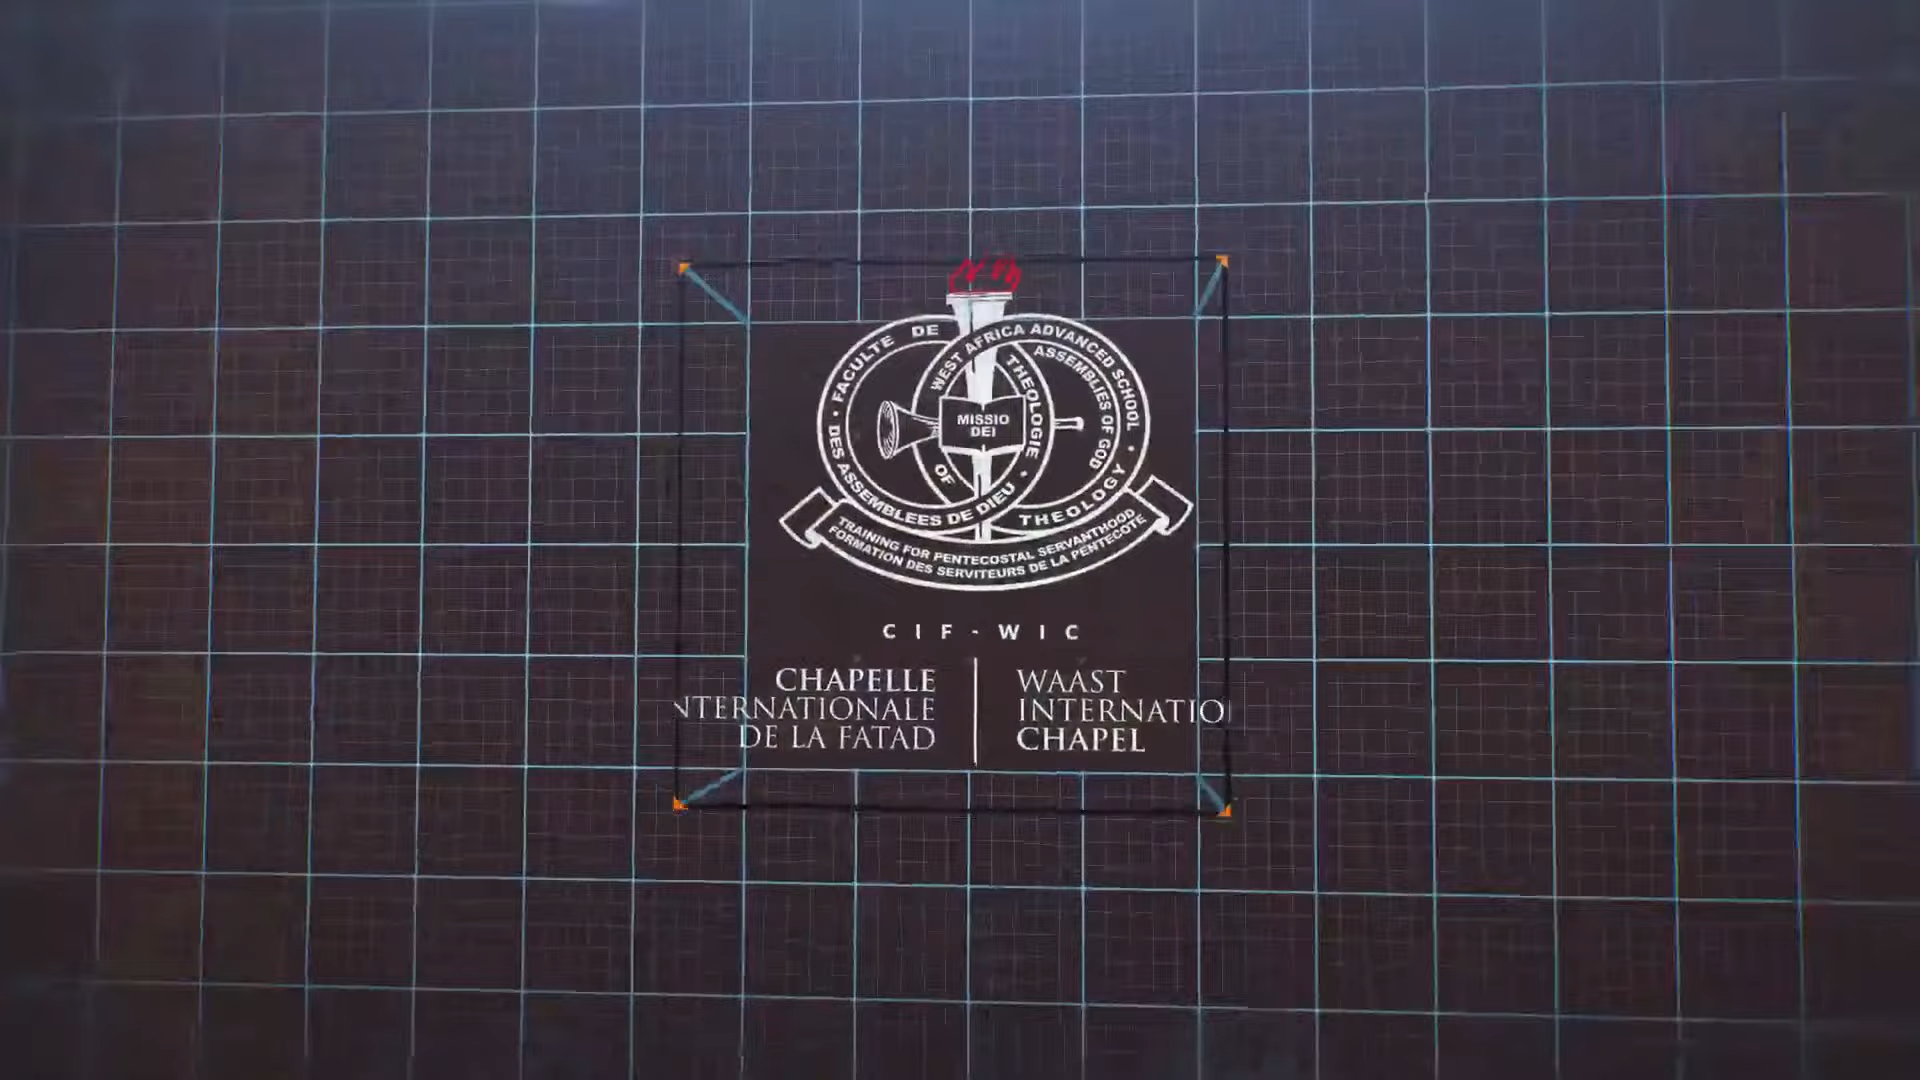 FACULTE DE THEOLOGIE
DES ASSEMBLEES DE DIEU
WEST AFRICA ADVANCED SCHOOL
OF THEOLOGY
ASSEMBLIES OF GOD
MISSIO
DEI
TRAINING FOR PENTECOSTAL SERVANTHOOD
FORMATION DES SERVITEURS DE LA PENTECOTE
CIF-WIC
CHAPELLE
NTERNATIONALE
DE LA FATAD
WAAST
INTERNATIO
CHAPEL